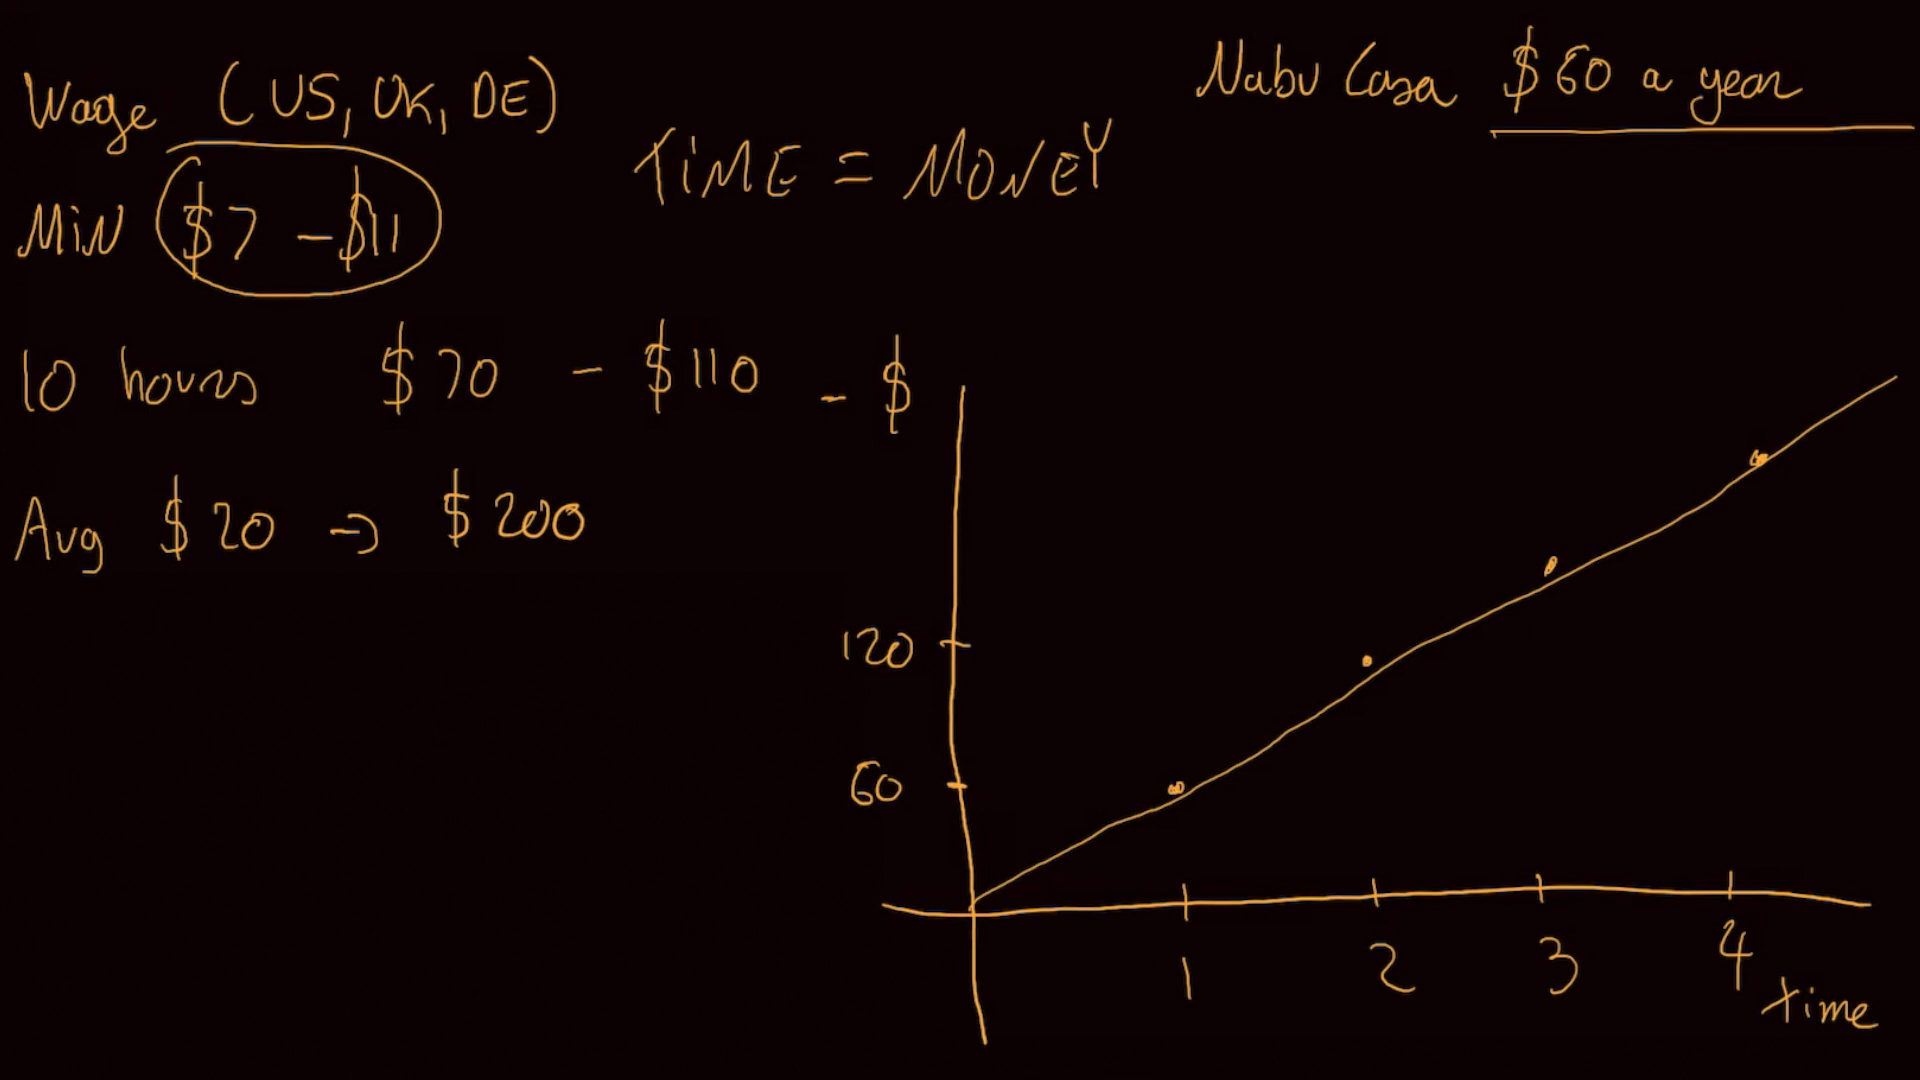 Wage (US, UK, DE)
Min $7 - $11
TIME = MONEY
Nabu Casa $60 a year
10 hours $70 - $110 - $
Avg $20 → $200
120
60
1 2 3 4
time